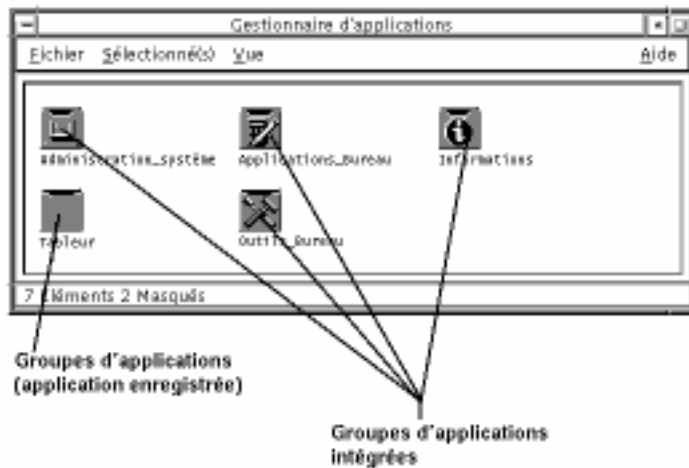 Gestionnaire d'applications
Fichier Sélectionné(s) Vue Aide
Administration_système Applications_Bureau Informations
Tableur Outils_Bureau
7 Eléments 2 Masqués
Groupes d'applications
(application enregistrée)
Groupes d'applications
intégrées